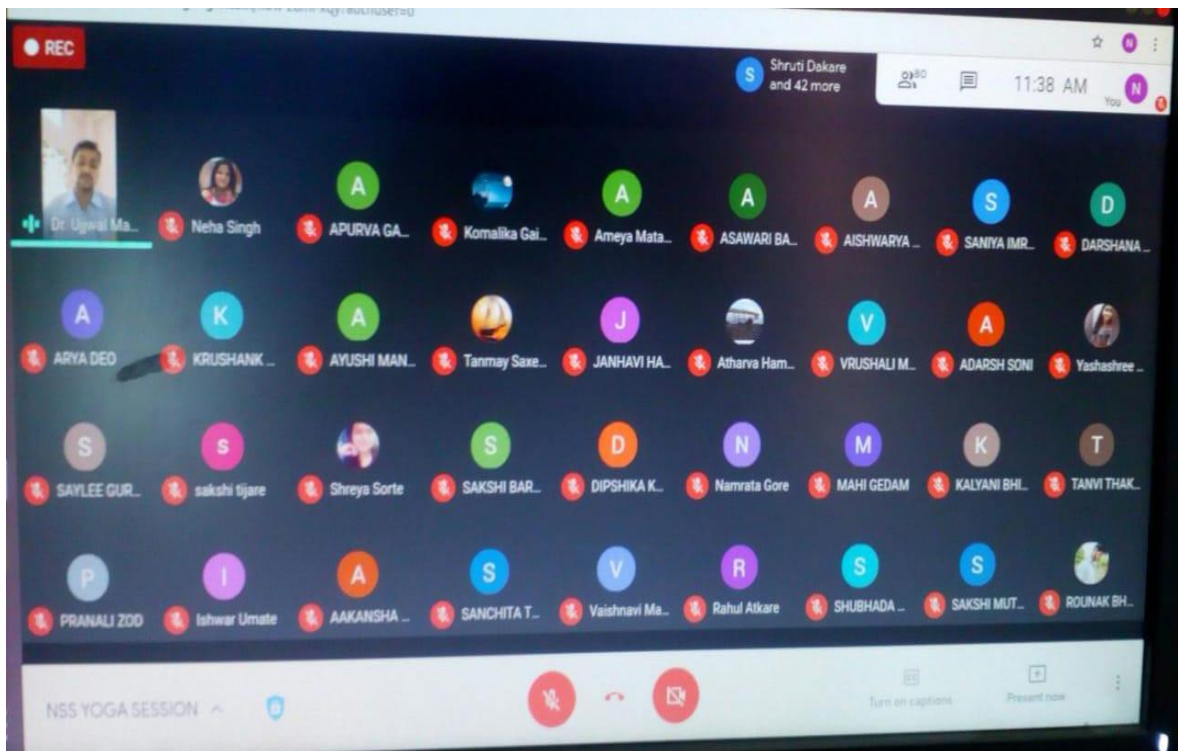 REC
Shruti Dakare
and 42 more
80
11:38 AM
You
N
Dr. Ujjwal Ma...
Neha Singh
APURVA GA...
Komalika Gai...
Ameya Mata...
ASAWARI BA...
AISHWARYA ...
SANIYA IMR...
DARSHANA ...
ARYA DEO
KRUSHANK ...
AYUSHI MAN...
Tanmay Saxe...
JANHAVI HA...
Atharva Ham...
VRUSHALI M...
ADARSH SONI
Yashashree ...
SAYLEE GUR...
sakshi tijare
Shreya Sorte
SAKSHI BAR...
DIPSHIKA K...
Namrata Gore
MAHI GEDAM
KALYANI BHI...
TANVI THAK...
PRANALI ZOD
Ishwar Umate
AAKANSHA ...
SANCHITA T...
Vaishnavi Ma...
Rahul Atkare
SHUBHADA ...
SAKSHI MUT...
ROUNAK BH...
NSS YOGA SESSION
Turn on captions
Present now